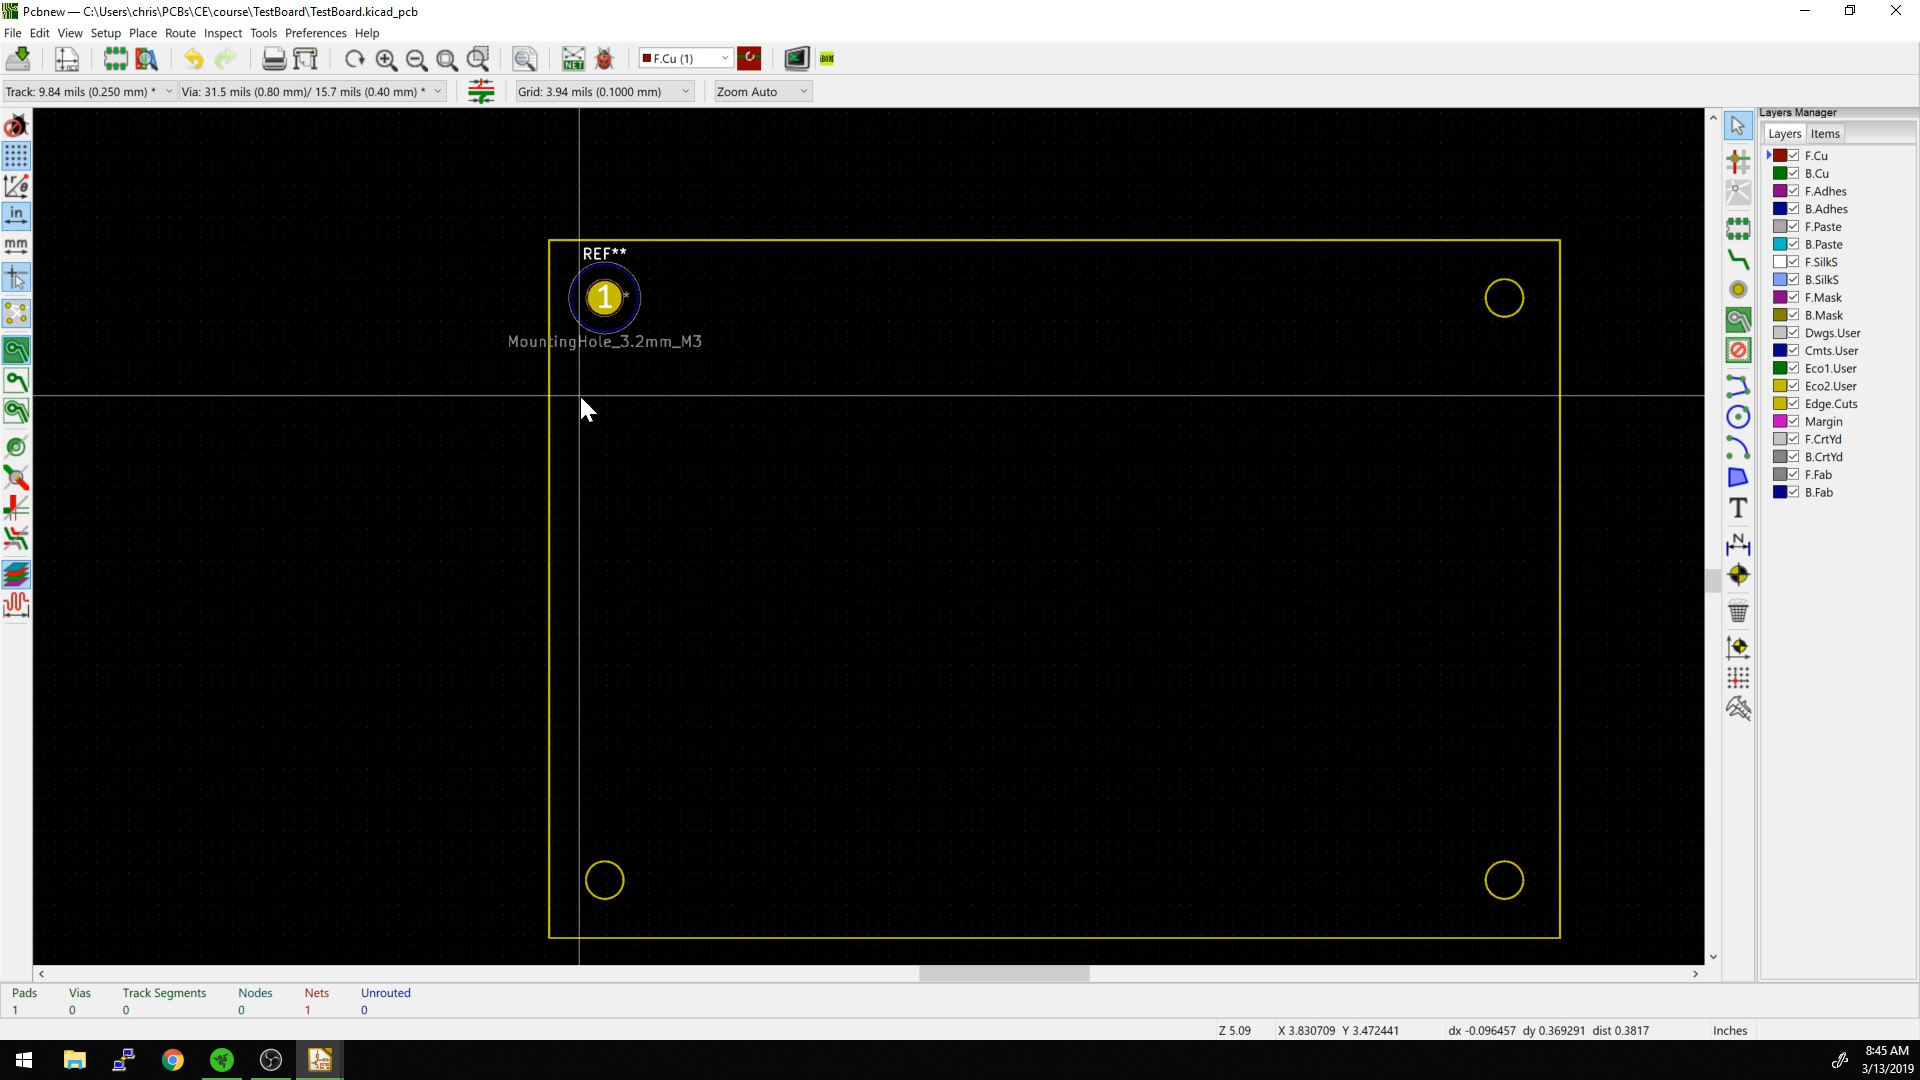 Pcbnew — C:\Users\chris\PCBs\CE\course\TestBoard\TestBoard.kicad_pcb
File Edit View Setup Place Route Inspect Tools Preferences Help
NET
F.Cu (1)
iBOM
Track: 9.84 mils (0.250 mm) *
Via: 31.5 mils (0.80 mm)/ 15.7 mils (0.40 mm) *
Grid: 3.94 mils (0.1000 mm)
Zoom Auto
in
mm
REF**
1
*
MountingHole_3.2mm_M3
T
N
Layers Manager
Layers Items
F.Cu
B.Cu
F.Adhes
B.Adhes
F.Paste
B.Paste
F.SilkS
B.SilkS
F.Mask
B.Mask
Dwgs.User
Cmts.User
Eco1.User
Eco2.User
Edge.Cuts
Margin
F.CrtYd
B.CrtYd
F.Fab
B.Fab
Pads Vias Track Segments Nodes Nets Unrouted
1 0 0 0 1 0
Z 5.09 X 3.830709 Y 3.472441 dx -0.096457 dy 0.369291 dist 0.3817 Inches
8:45 AM
3/13/2019